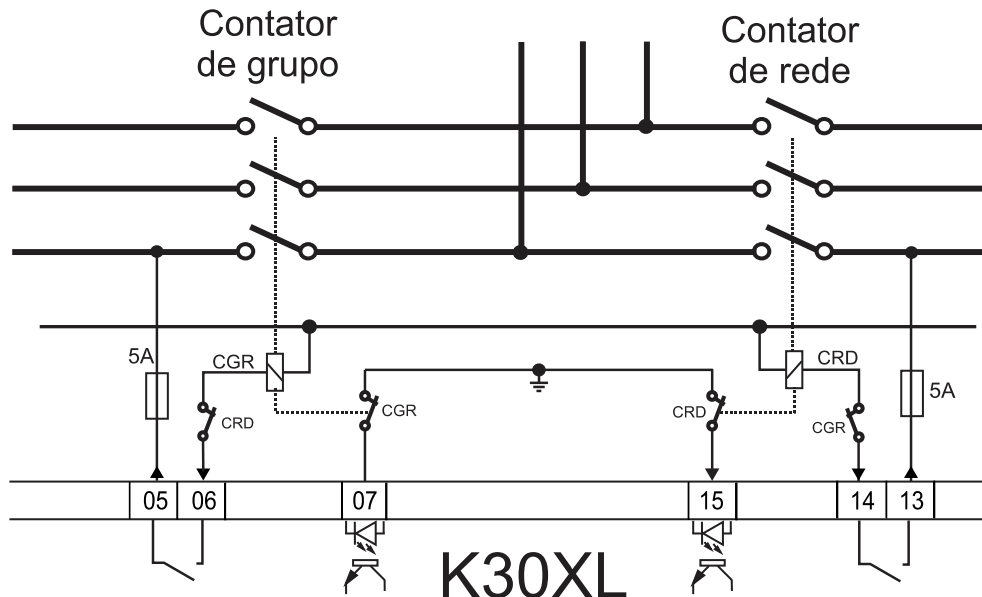 Contator
de grupo
Contator
de rede
5A
CGR
CRD
CGR
CRD
CRD
CGR
5A
05
06
07
15
14
13
K30XL